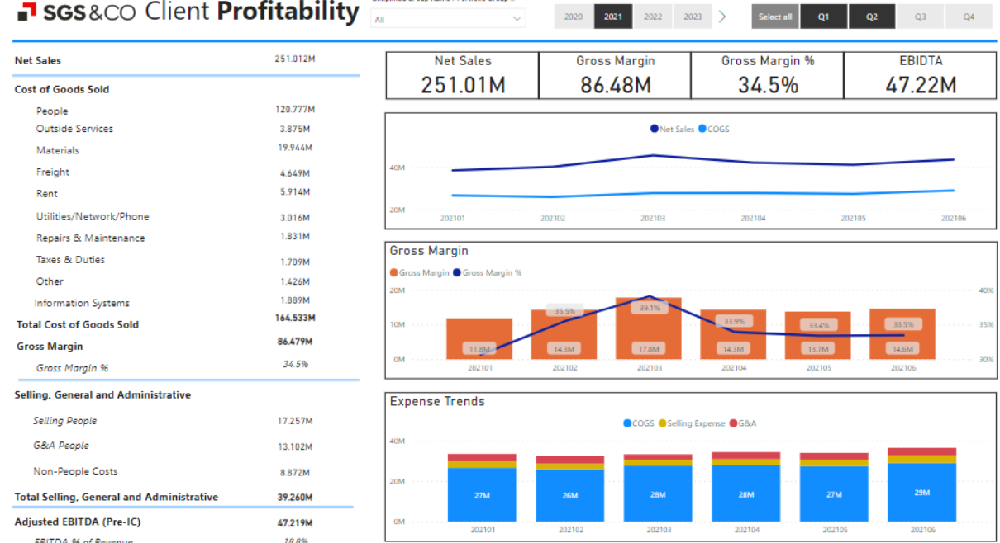 SGS&CO Client Profitability
All
2020 2021 2022 2023
Select all Q1 Q2 Q3 Q4
Net Sales 251.012M
Cost of Goods Sold
People 120.777M
Outside Services 3.875M
Materials 19.944M
Freight 4.649M
Rent 5.914M
Utilities/Network/Phone 3.016M
Repairs & Maintenance 1.831M
Taxes & Duties 1.709M
Other 1.426M
Information Systems 1.889M
Total Cost of Goods Sold 164.533M
Gross Margin 86.479M
Gross Margin % 34.5%
Selling, General and Administrative
Selling People 17.257M
G&A People 13.102M
Non-People Costs 8.872M
Total Selling, General and Administrative 39.260M
Adjusted EBITDA (Pre-IC) 47.219M
EBITDA % of Revenue 18.8%
Net Sales Gross Margin Gross Margin % EBIDTA
251.01M 86.48M 34.5% 47.22M
Net Sales COGS
40M
20M
202101 202102 202103 202104 202105 202106
Gross Margin
Gross Margin Gross Margin %
20M 40%
35.5% 39.1% 33.9% 33.4% 33.5%
10M 35%
11.8M 14.3M 17.8M 14.3M 13.7M 14.6M
0M 30%
202101 202102 202103 202104 202105 202106
Expense Trends
COGS Selling Expense G&A
40M
20M
27M 26M 28M 28M 27M 29M
0M
202101 202102 202103 202104 202105 202106